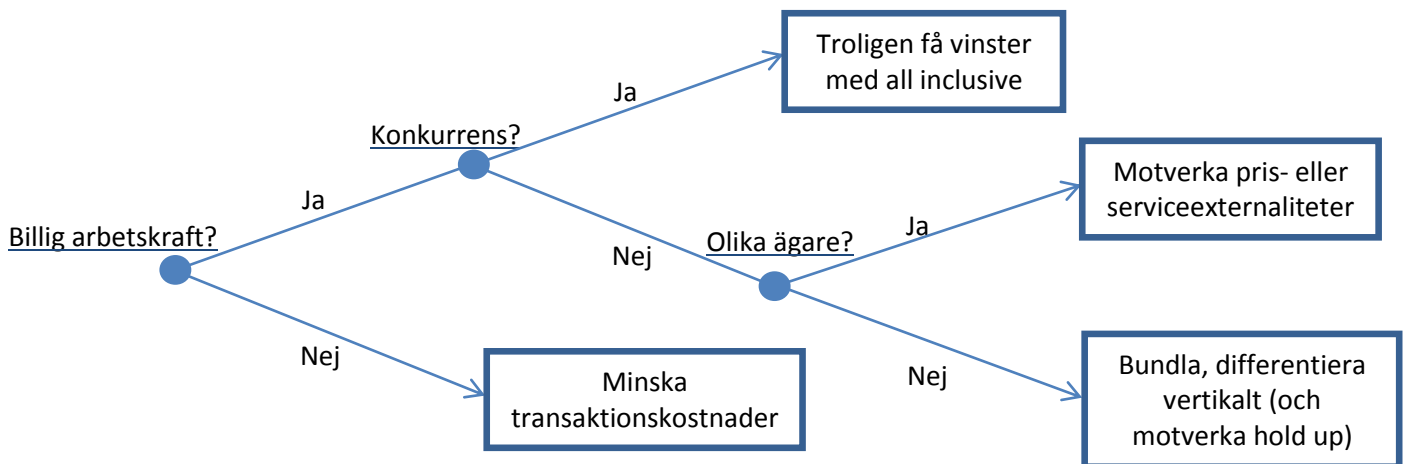 Troligen få vinster
med all inclusive
Ja
Konkurrens?
Motverka pris- eller
serviceexternaliteter
Ja
Ja
Billig arbetskraft?
Nej
Olika ägare?
Nej
Nej
Minska
transaktionskostnader
Bundla, differentiera
vertikalt (och
motverka hold up)